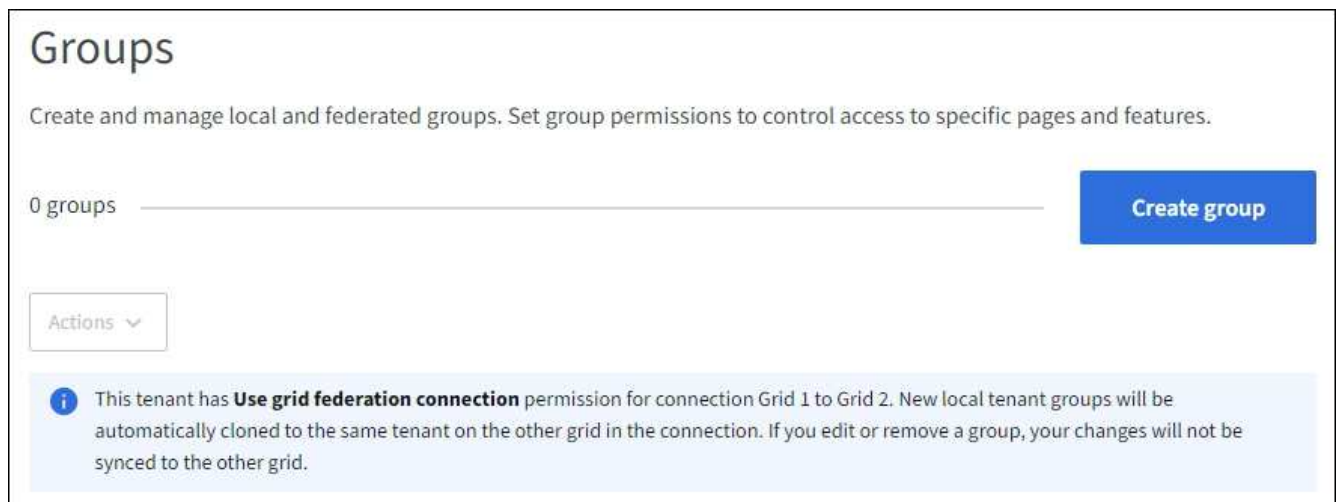 Groups
Create and manage local and federated groups. Set group permissions to control access to specific pages and features.
0 groups
Create group
Actions
This tenant has Use grid federation connection permission for connection Grid 1 to Grid 2. New local tenant groups will be
automatically cloned to the same tenant on the other grid in the connection. If you edit or remove a group, your changes will not be
synced to the other grid.